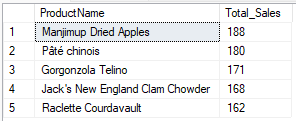 ProductName Total_Sales
1 Manjimup Dried Apples 188
2 Pâté chinois 180
3 Gorgonzola Telino 171
4 Jack's New England Clam Chowder 168
5 Raclette Courdavault 162